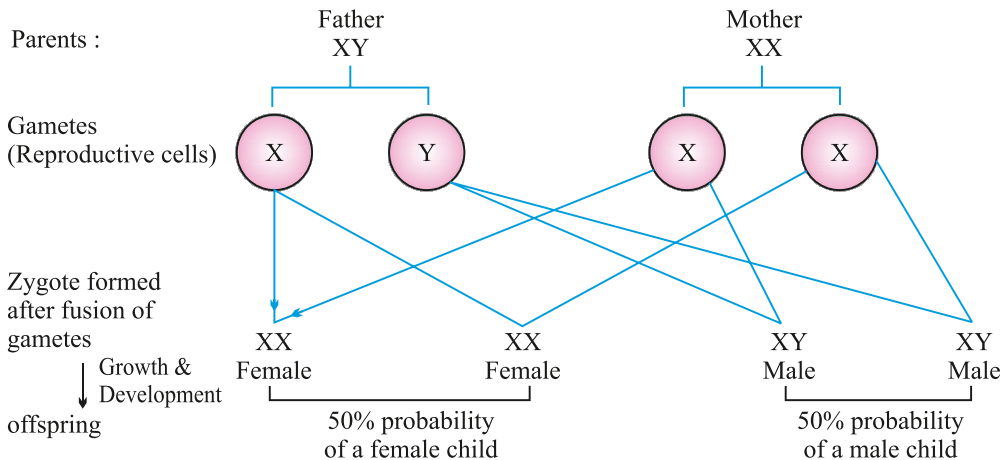 Parents :
Father
XY
Mother
XX
Gametes
(Reproductive cells)
X
Y
X
X
Zygote formed
after fusion of
gametes
XX
Female
XX
Female
XY
Male
XY
Male
Growth &
Development
offspring
50% probability
of a female child
50% probability
of a male child